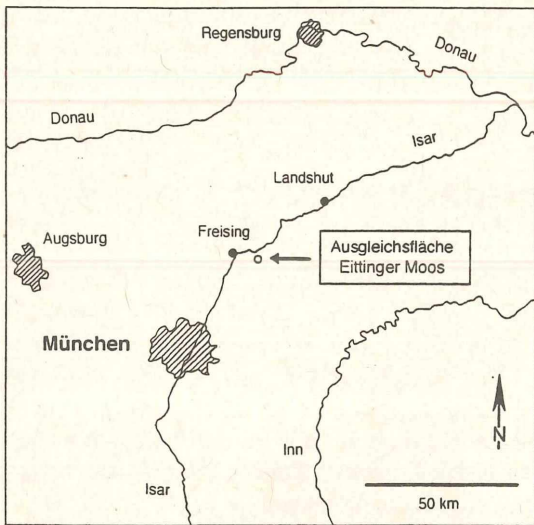 Regensburg
Donau
Donau
Isar
Landshut
Augsburg
Freising
Ausgleichsfläche
Eittinger Moos
München
Inn
N
Isar
50 km